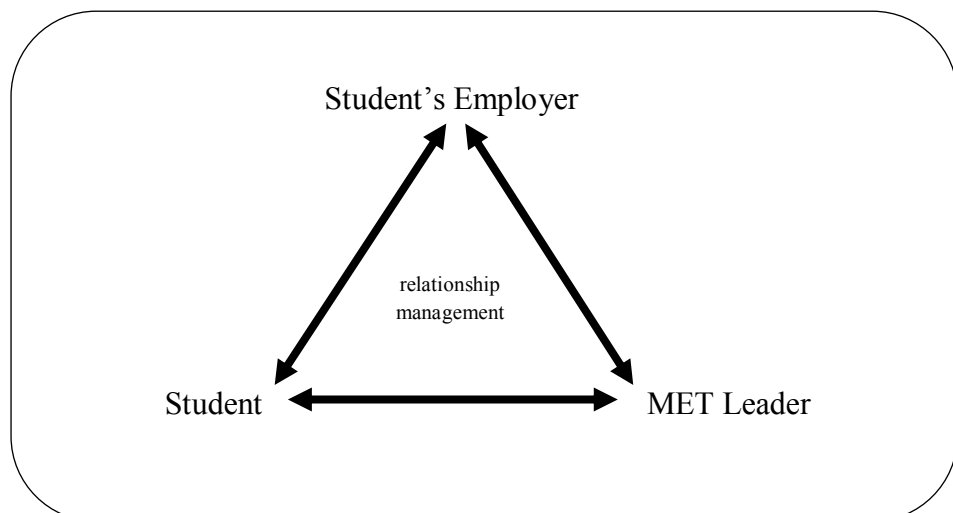 Student’s Employer
relationship
management
Student
MET Leader